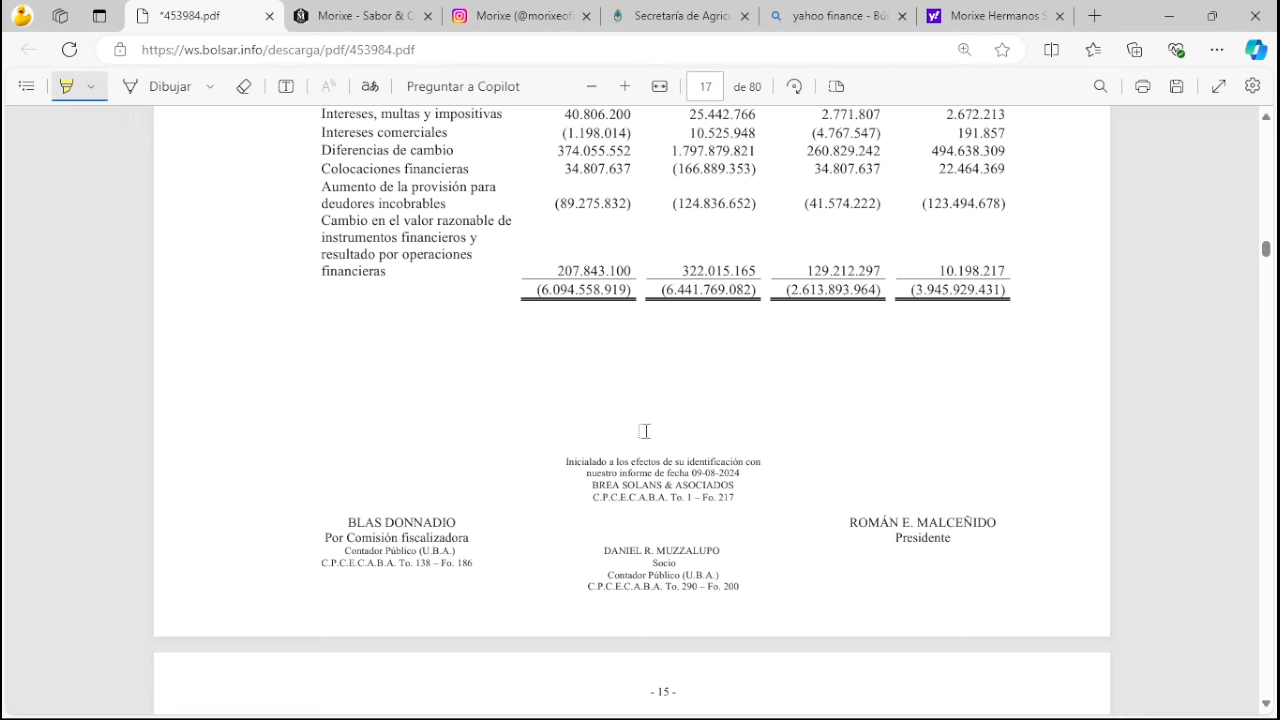 *453984.pdf
Morixe - Sabor & C
Morixe (@morixeof
Secretaría de Agricu
yahoo finance - Bús
Morixe Hermanos S
https://ws.bolsar.info/descarga/pdf/453984.pdf
Dibujar
aあ
Preguntar a Copilot
17
de 80
Intereses, multas y impositivas 40.806.200 25.442.766 2.771.807 2.672.213
Intereses comerciales (1.198.014) 10.525.948 (4.767.547) 191.857
Diferencias de cambio 374.055.552 1.797.879.821 260.829.242 494.638.309
Colocaciones financieras 34.807.637 (166.889.353) 34.807.637 22.464.369
Aumento de la provisión para
deudores incobrables (89.275.832) (124.836.652) (41.574.222) (123.494.678)
Cambio en el valor razonable de
instrumentos financieros y
resultado por operaciones
financieras 207.843.100 322.015.165 129.212.297 10.198.217
(6.094.558.919) (6.441.769.082) (2.613.893.964) (3.945.929.431)
Inicialado a los efectos de su identificación con
nuestro informe de fecha 09-08-2024
BREA SOLANS & ASOCIADOS
C.P.C.E.C.A.B.A. To. 1 – Fo. 217
BLAS DONNADIO
Por Comisión fiscalizadora
Contador Público (U.B.A.)
C.P.C.E.C.A.B.A. To. 138 – Fo. 186
DANIEL R. MUZZALUPO
Socio
Contador Público (U.B.A.)
C.P.C.E.C.A.B.A. To. 290 – Fo. 200
ROMÁN E. MALCEÑIDO
Presidente
- 15 -